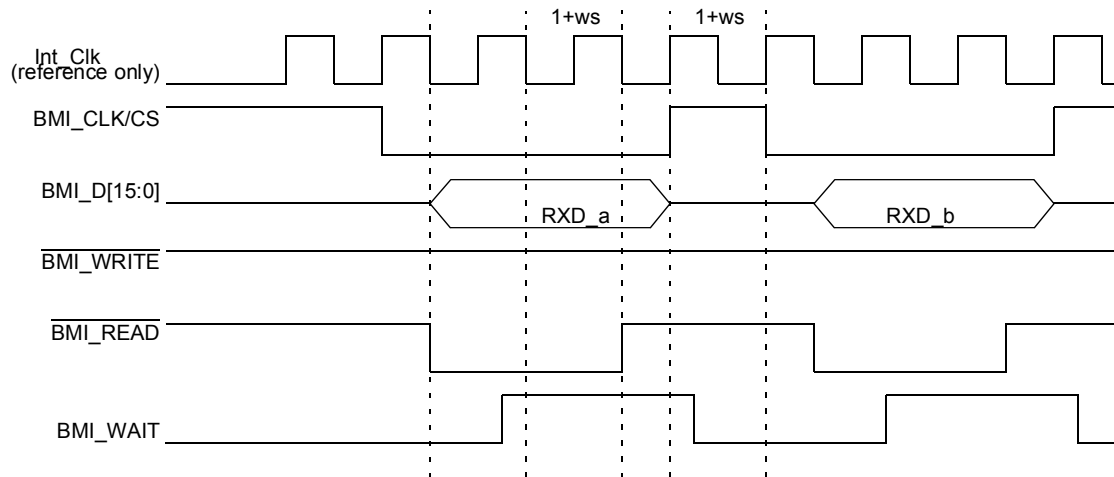 1+ws 1+ws
Int_Clk
(reference only)
BMI_CLK/CS
BMI_D[15:0]
RXD_a RXD_b
BMI_WRITE
BMI_READ
BMI_WAIT